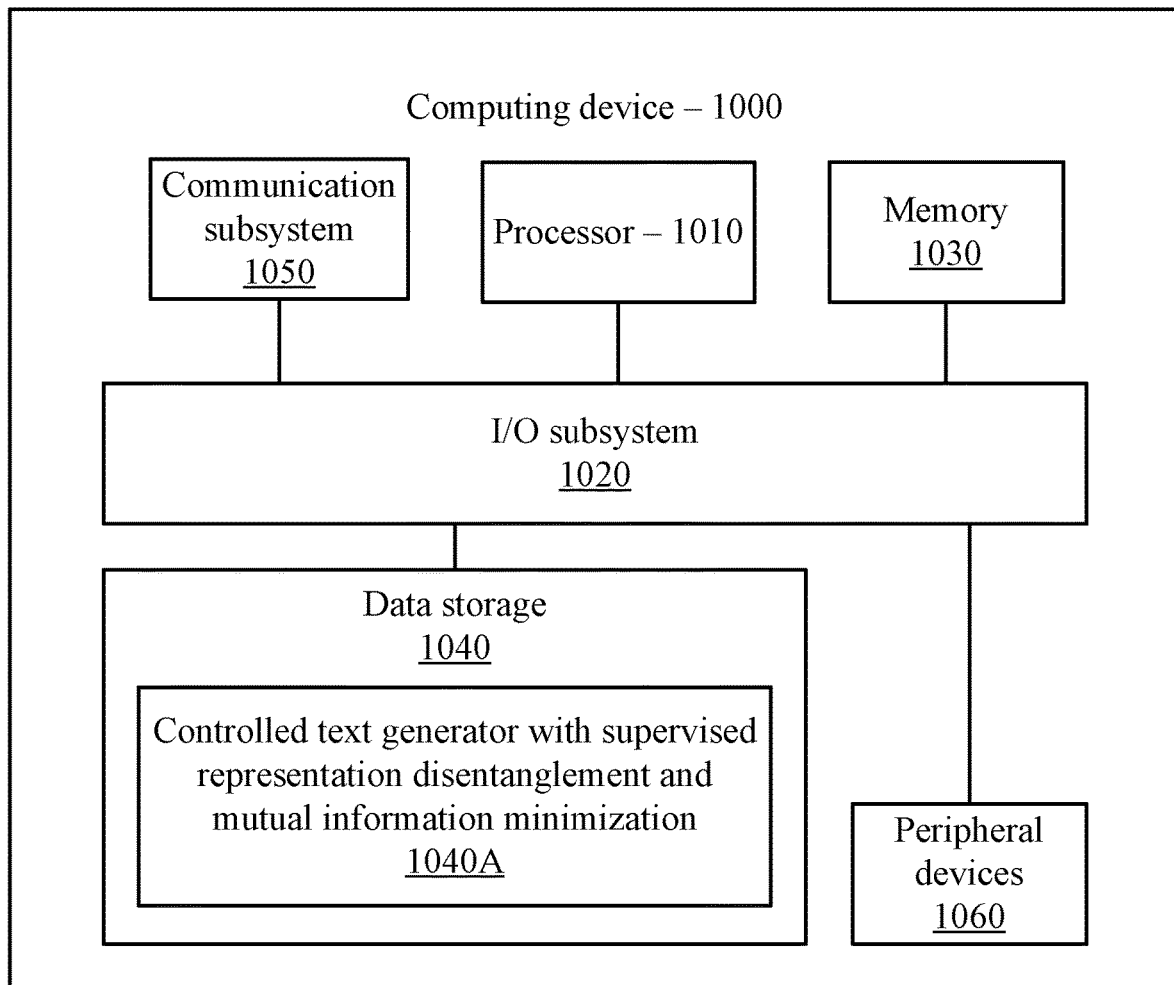 Computing device – 1000
Communication
subsystem
1050
Processor – 1010
Memory
1030
I/O subsystem
1020
Data storage
1040
Controlled text generator with supervised
representation disentanglement and
mutual information minimization
1040A
Peripheral
devices
1060